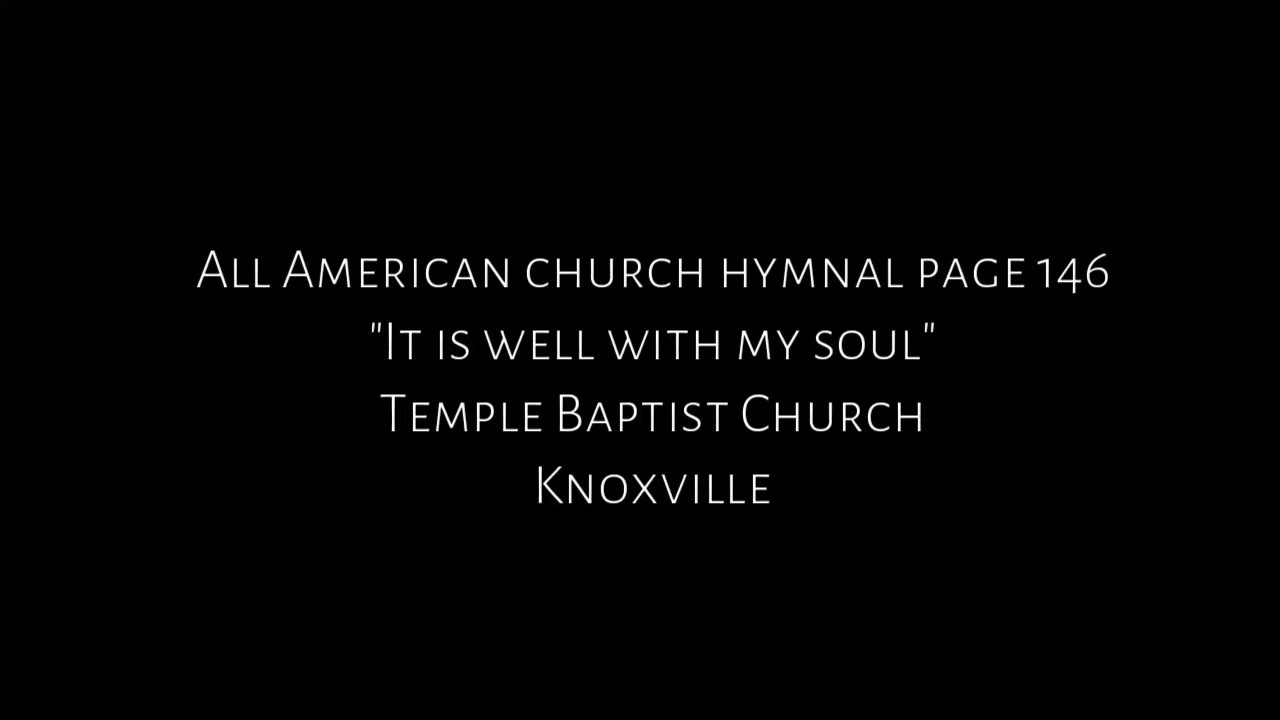 All American church hymnal page 146
"It is well with my soul"
Temple Baptist Church
Knoxville